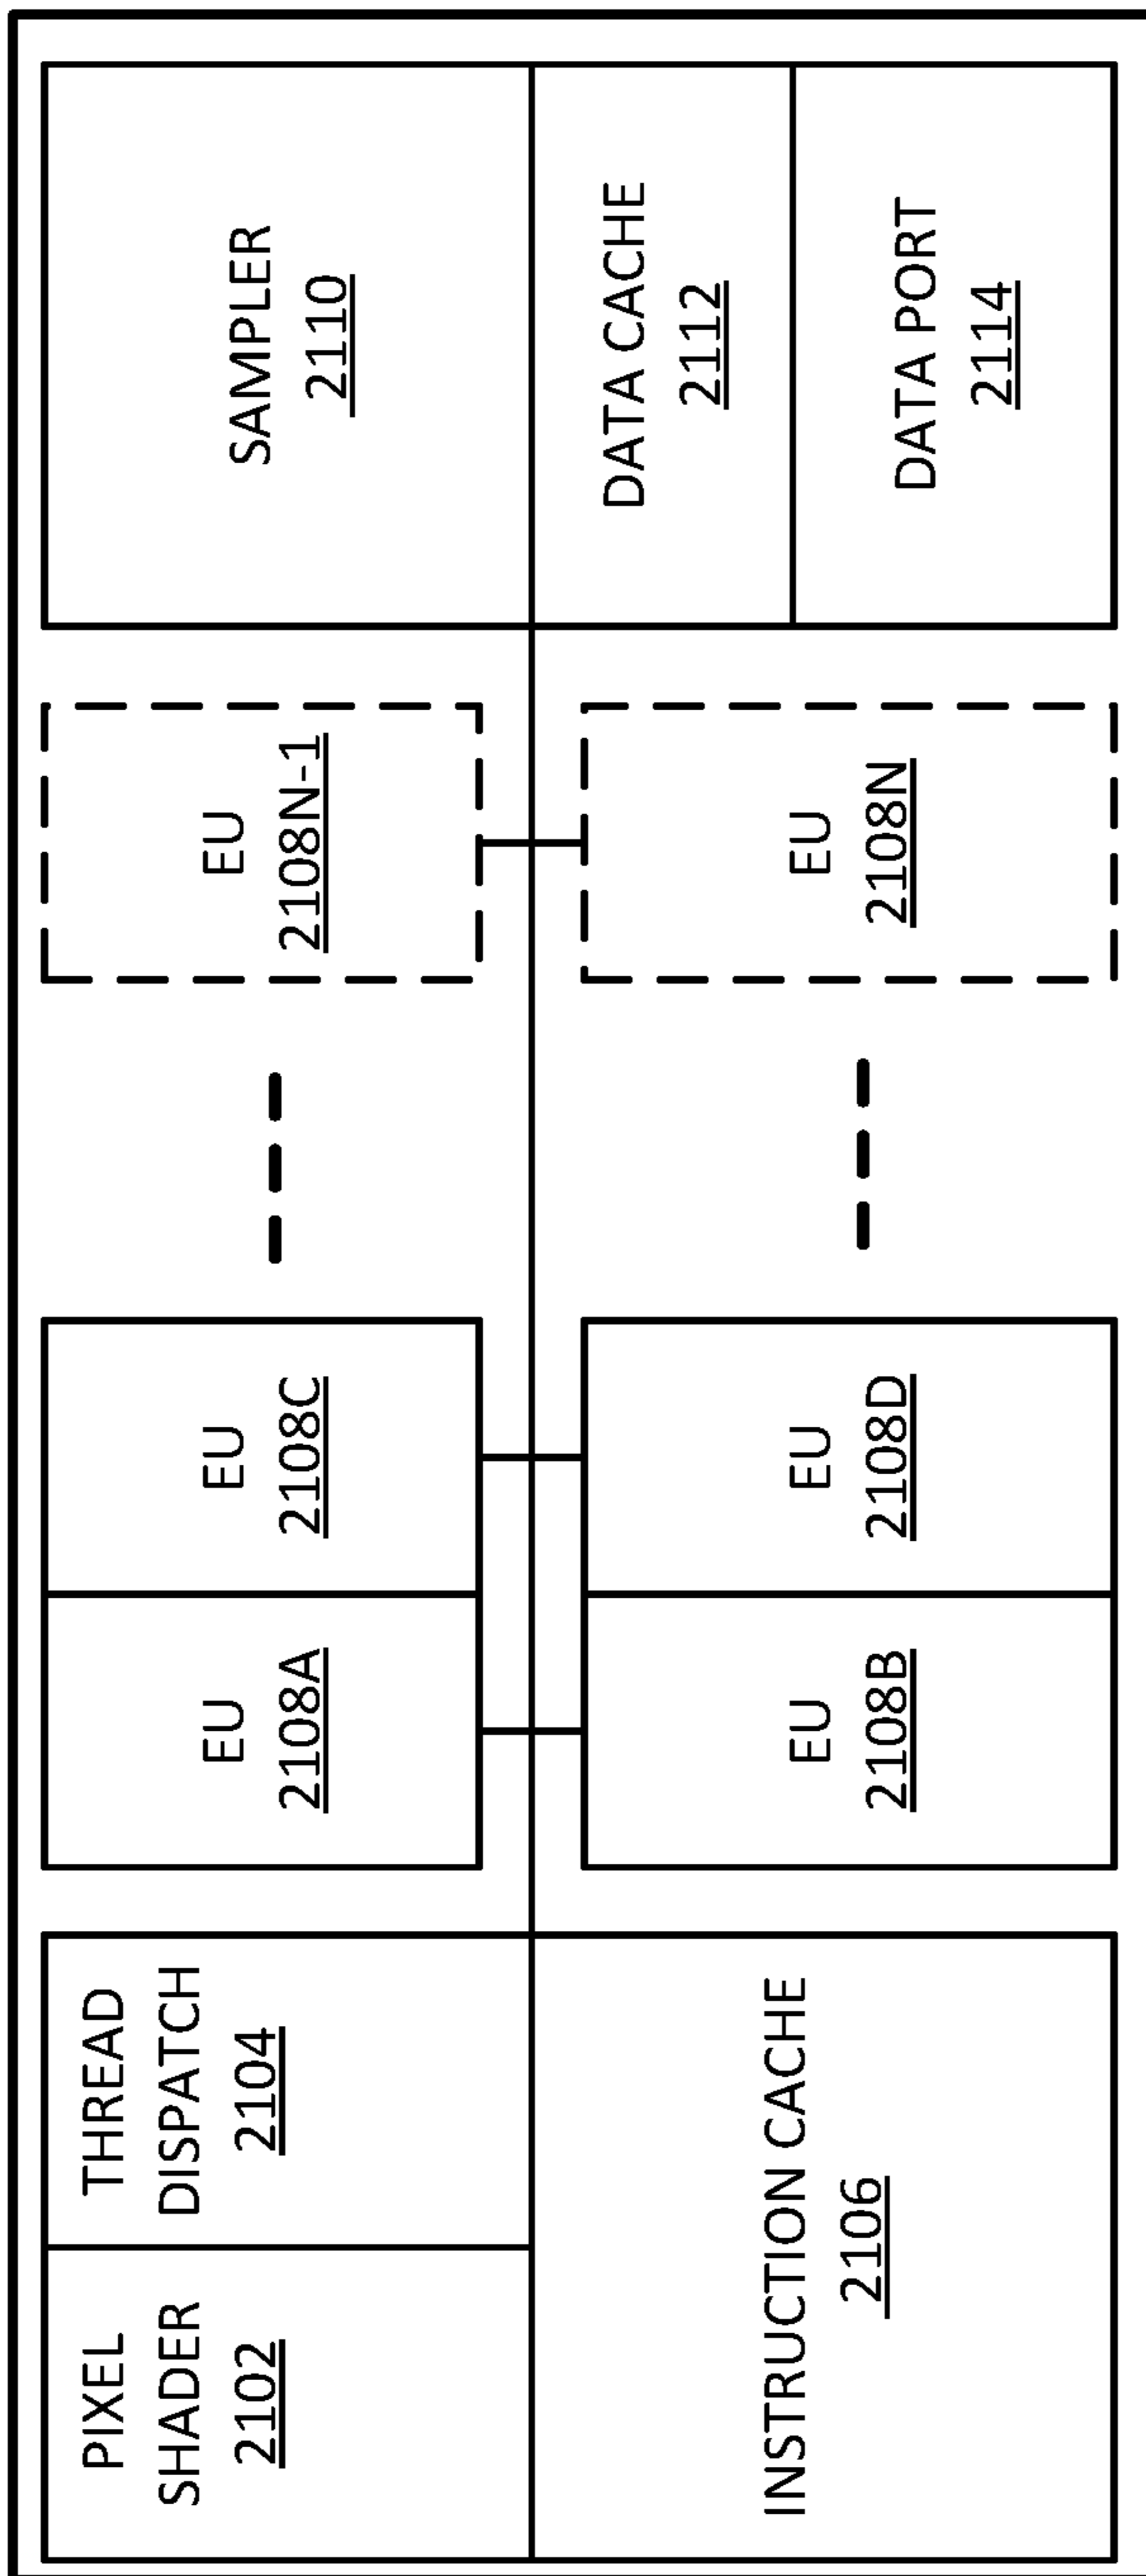 PIXEL
SHADER
2102
THREAD
DISPATCH
2104
INSTRUCTION CACHE
2106
EU
2108A
EU
2108C
EU
2108B
EU
2108D
EU
2108N-1
EU
2108N
SAMPLER
2110
DATA CACHE
2112
DATA PORT
2114